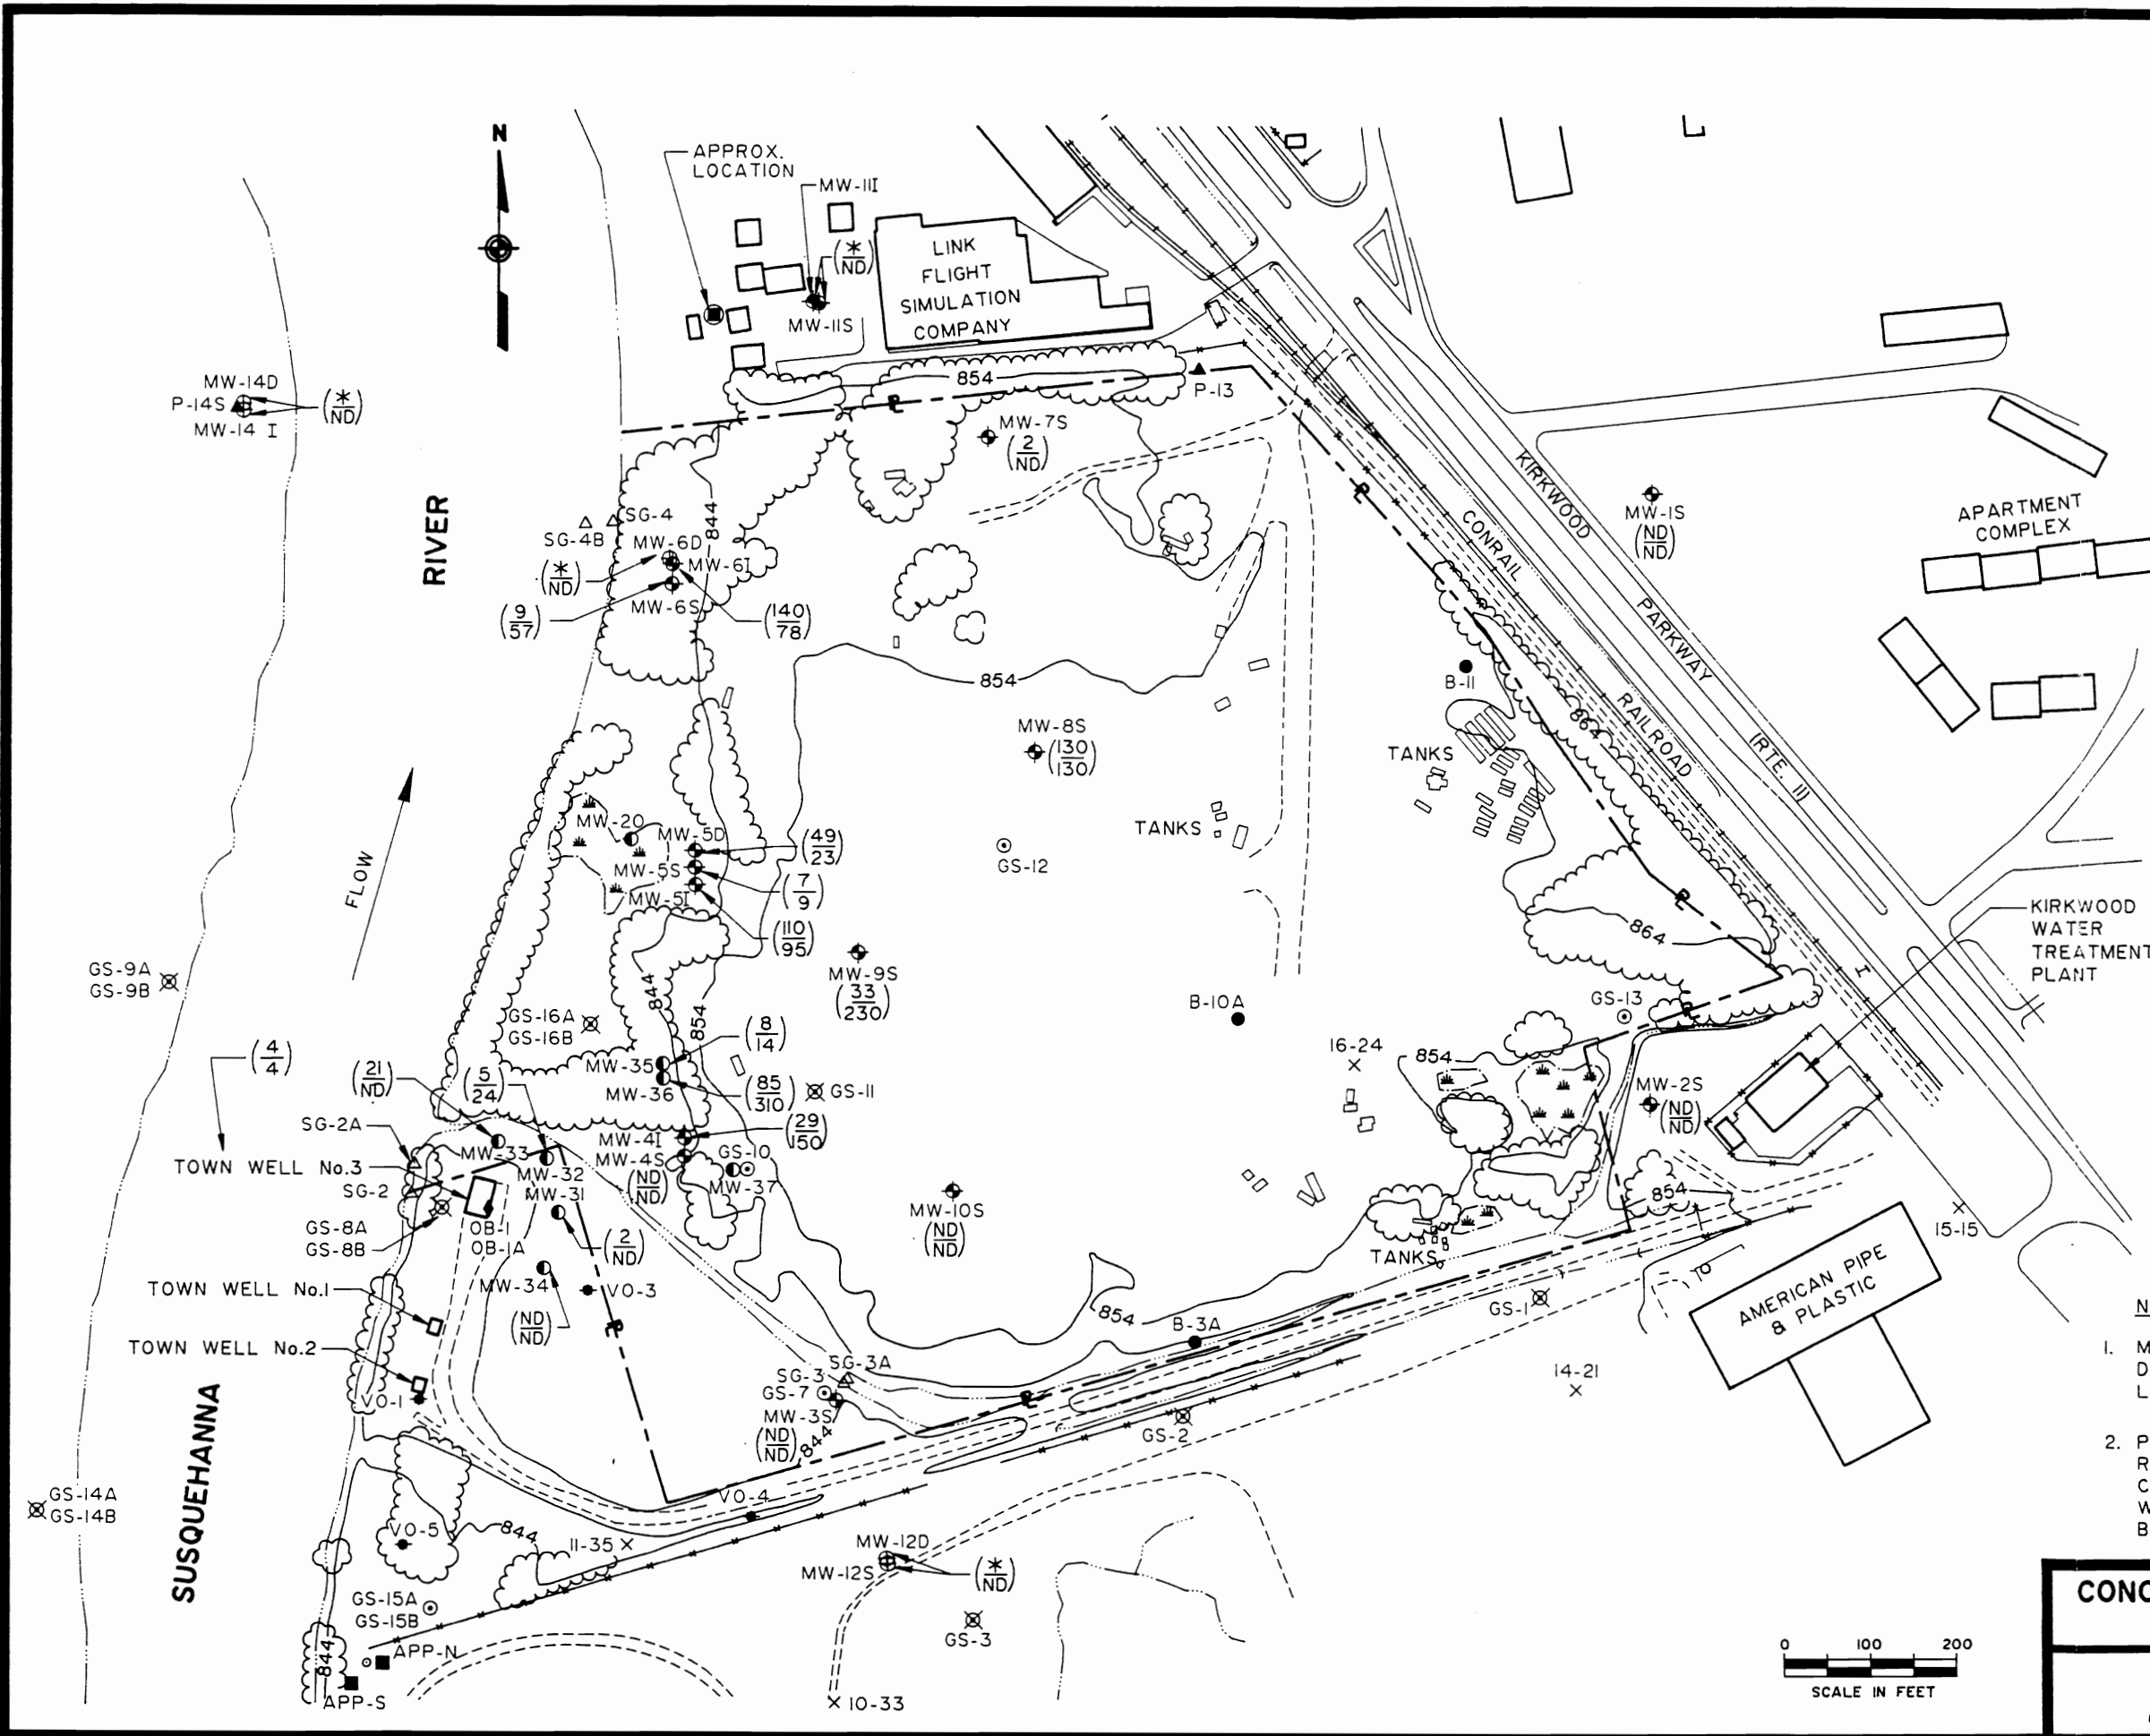 N
APPROX.
LOCATION
MW-11I
(*/ND)
MW-11S
LINK
FLIGHT
SIMULATION
COMPANY
854
P-13
MW-14D
P-14S
MW-14 I
(*/ND)
MW-7S
(2/ND)
RIVER
SG-4
SG-4B
844
MW-6D
MW-6I
(*/ND)
MW-6S
(9/57)
(140/78)
KIRKWOOD
PARKWAY
(RTE. 11)
CONRAIL
RAILROAD
MW-1S
(ND/ND)
APARTMENT
COMPLEX
854
B-11
864
MW-8S
(130/130)
TANKS
TANKS
FLOW
MW-20
MW-5D
(49/23)
MW-5S
(7/9)
MW-5I
(110/95)
GS-12
864
KIRKWOOD
WATER
TREATMENT
PLANT
GS-9A
GS-9B
MW-9S
(33/230)
B-10A
GS-13
844
854
GS-16A
GS-16B
(4/4)
(21/ND)
(5/24)
MW-35
(8/14)
MW-36
(85/310)
GS-11
16-24
854
MW-2S
(ND/ND)
SG-2A
MW-33
MW-32
MW-4I
(29/150)
MW-4S
(ND/ND)
GS-10
MW-37
TOWN WELL No.3
SG-2
MW-31
(2/ND)
GS-8A
GS-8B
OB-1
OB-1A
MW-10S
(ND/ND)
854
15-15
TANKS
MW-34
(ND/ND)
VO-3
TOWN WELL No.1
TOWN WELL No.2
VO-1
854
B-3A
GS-1
AMERICAN PIPE
& PLASTIC
SG-3A
SG-3
GS-7
MW-3S
(ND/ND)
844
GS-2
14-21
N
1. M
D
L
2. P
R
C
W
B
SUSQUEHANNA
GS-14A
GS-14B
VO-4
VO-5
844
11-35
MW-12D
MW-12S
(*/ND)
GS-3
GS-15A
GS-15B
APP-N
APP-S
844
10-33
0 100 200
SCALE IN FEET
CONC